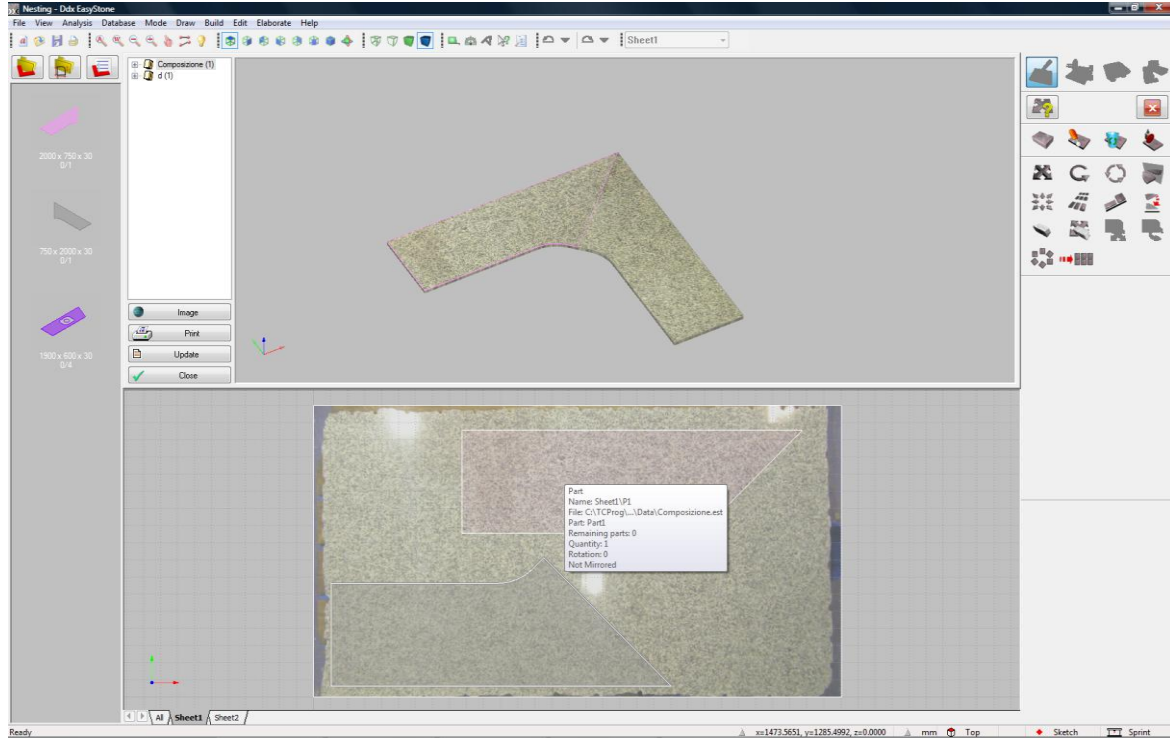 Nesting - Ddx EasyStone
File View Analysis Database Mode Draw Build Edit Elaborate Help
Sheet1
Composizione (1)
d (1)
2000 x 750 x 30
0/1
750 x 2000 x 30
0/1
1900 x 600 x 30
0/4
Image
Print
Update
Close
Part
Name: Sheet1\P1
File: C:\TCProg\...\Data\Composizione.est
Part: Part1
Remaining parts: 0
Quantity: 1
Rotation: 0
Not Mirrored
All Sheet1 Sheet2
Ready x=1473.5651, y=1285.4992, z=0.0000 mm Top Sketch Sprint